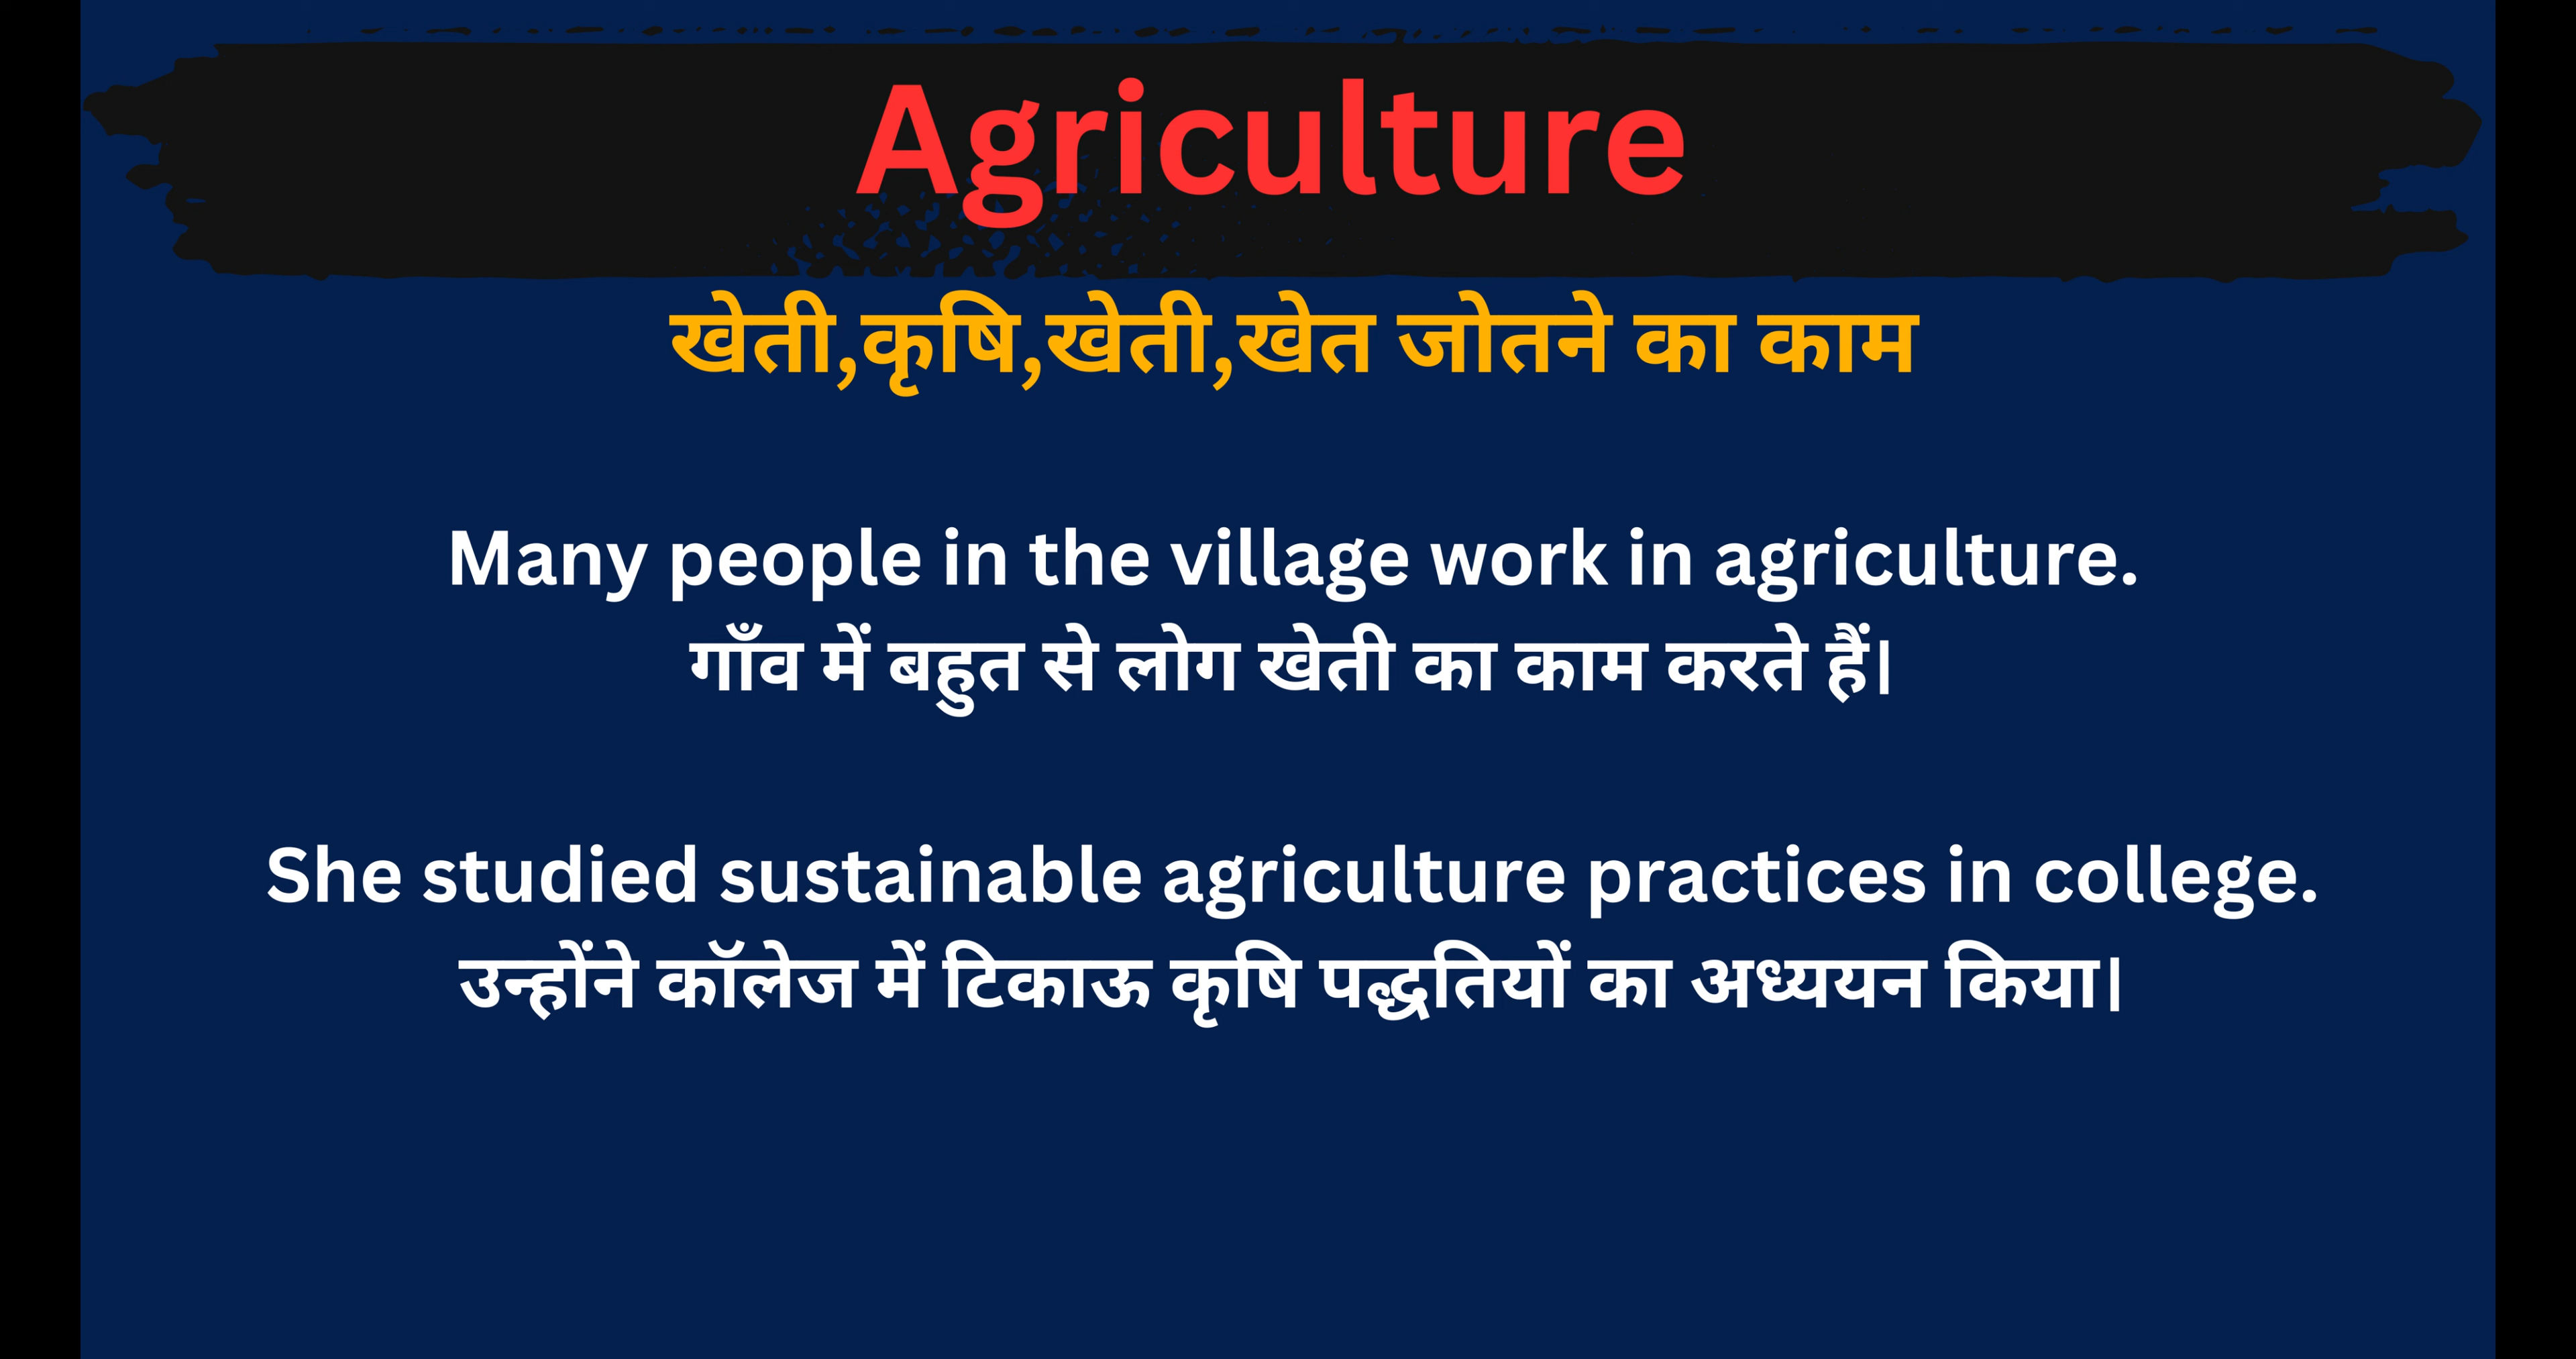 Agriculture
खेती,कृषि,खेती,खेत जोतने का काम
Many people in the village work in agriculture.
गाँव में बहुत से लोग खेती का काम करते हैं।
She studied sustainable agriculture practices in college.
उन्होंने कॉलेज में टिकाऊ कृषि पद्धतियों का अध्ययन किया।